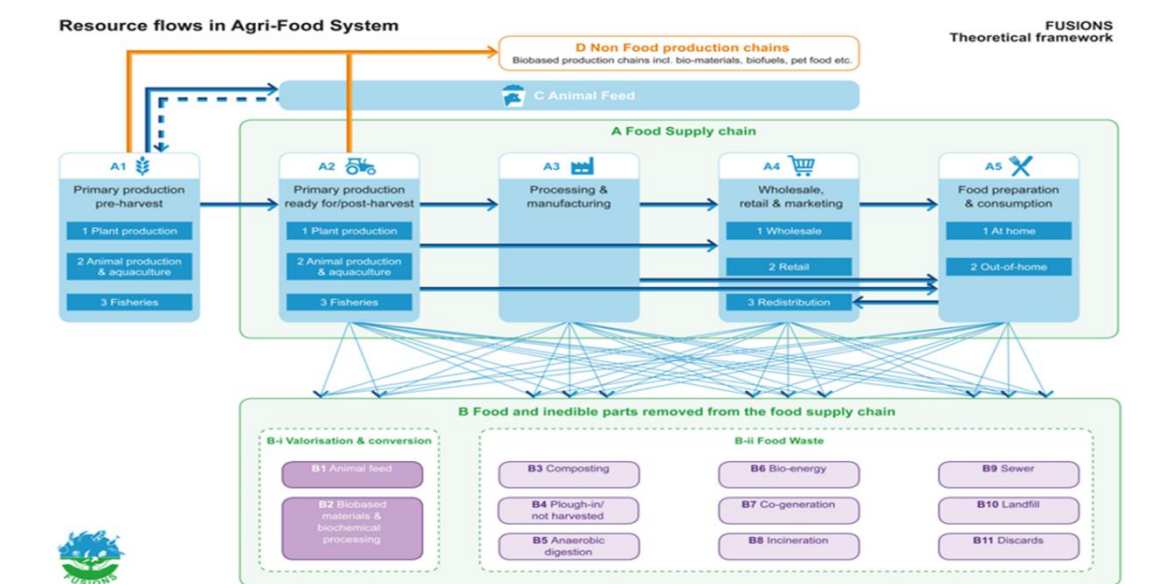 Resource flows in Agri-Food System
FUSIONS
Theoretical framework
D Non Food production chains
Biobased production chains incl. bio-materials, biofuels, pet food etc.
C Animal Feed
A Food Supply chain
A1
Primary production
pre-harvest
1 Plant production
2 Animal production
& aquaculture
3 Fisheries
A2
Primary production
ready for/post-harvest
1 Plant production
2 Animal production
& aquaculture
3 Fisheries
A3
Processing &
manufacturing
A4
Wholesale,
retail & marketing
1 Wholesale
2 Retail
3 Redistribution
A5
Food preparation
& consumption
1 At home
2 Out-of-home
B Food and inedible parts removed from the food supply chain
B-i Valorisation & conversion
B1 Animal feed
B2 Biobased
materials &
biochemical
processing
B-ii Food Waste
B3 Composting
B4 Plough-in/
not harvested
B5 Anaerobic
digestion
B6 Bio-energy
B7 Co-generation
B8 Incineration
B9 Sewer
B10 Landfill
B11 Discards
FUSIONS